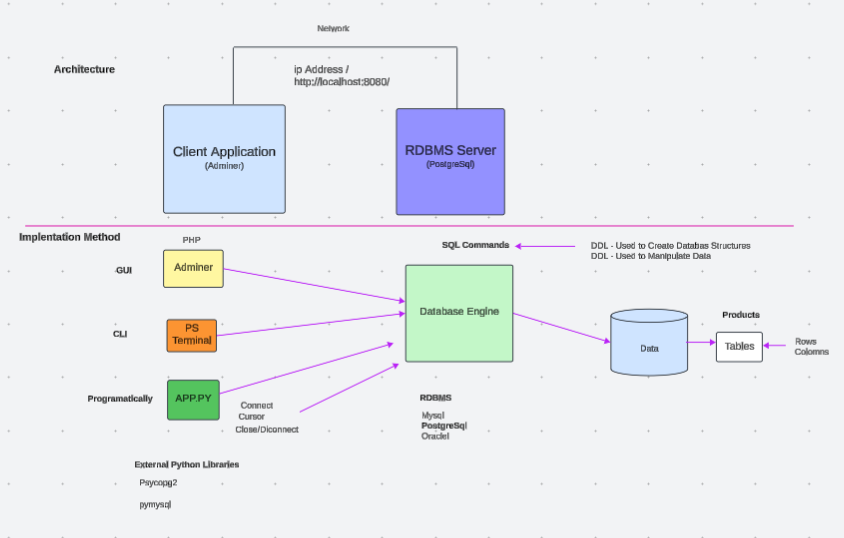 Network
Architecture
ip Address /
http://localhost:8080/
Client Application
(Adminer)
RDBMS Server
(PostgreSql)
Implentation Method
PHP
SQL Commands
DDL - Used to Create Databas Structures
DDL - Used to Manipulate Data
GUI
Adminer
Database Engine
CLI
PS
Terminal
Data
Products
Tables
Rows
Colomns
Programatically
APP.PY
Connect
Cursor
Close/Diconnect
RDBMS
Mysql
PostgreSql
Oraclel
External Python Libraries
Psycopg2
pymysql